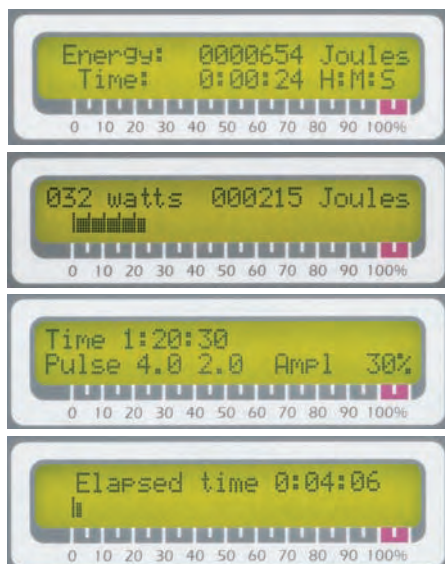 Energy: 0000654 Joules
Time: 0:00:24 H:M:S
0 10 20 30 40 50 60 70 80 90 100%
032 watts 000215 Joules
0 10 20 30 40 50 60 70 80 90 100%
Time 1:20:30
Pulse 4.0 2.0 Ampl 30%
0 10 20 30 40 50 60 70 80 90 100%
Elapsed time 0:04:06
0 10 20 30 40 50 60 70 80 90 100%